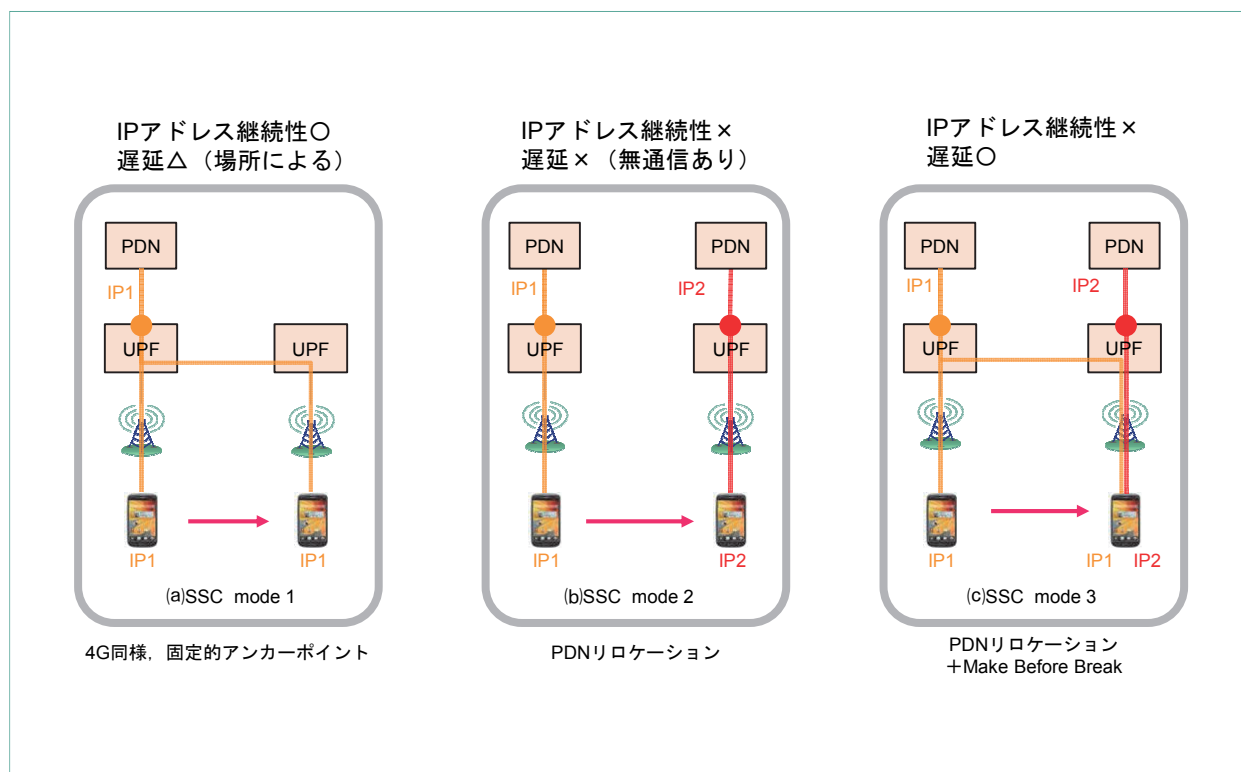 IPアドレス継続性〇
遅延△（場所による）
PDN
IP1
UPF
UPF
IP1
IP1
⒜SSC mode 1
4G同様，固定的アンカーポイント
IPアドレス継続性×
遅延×（無通信あり）
PDN
PDN
IP1
IP2
UPF
UPF
IP1
IP2
⒝SSC mode 2
PDNリロケーション
IPアドレス継続性×
遅延〇
PDN
PDN
IP1
IP2
UPF
UPF
IP1
IP1
IP2
⒞SSC mode 3
PDNリロケーション
＋Make Before Break